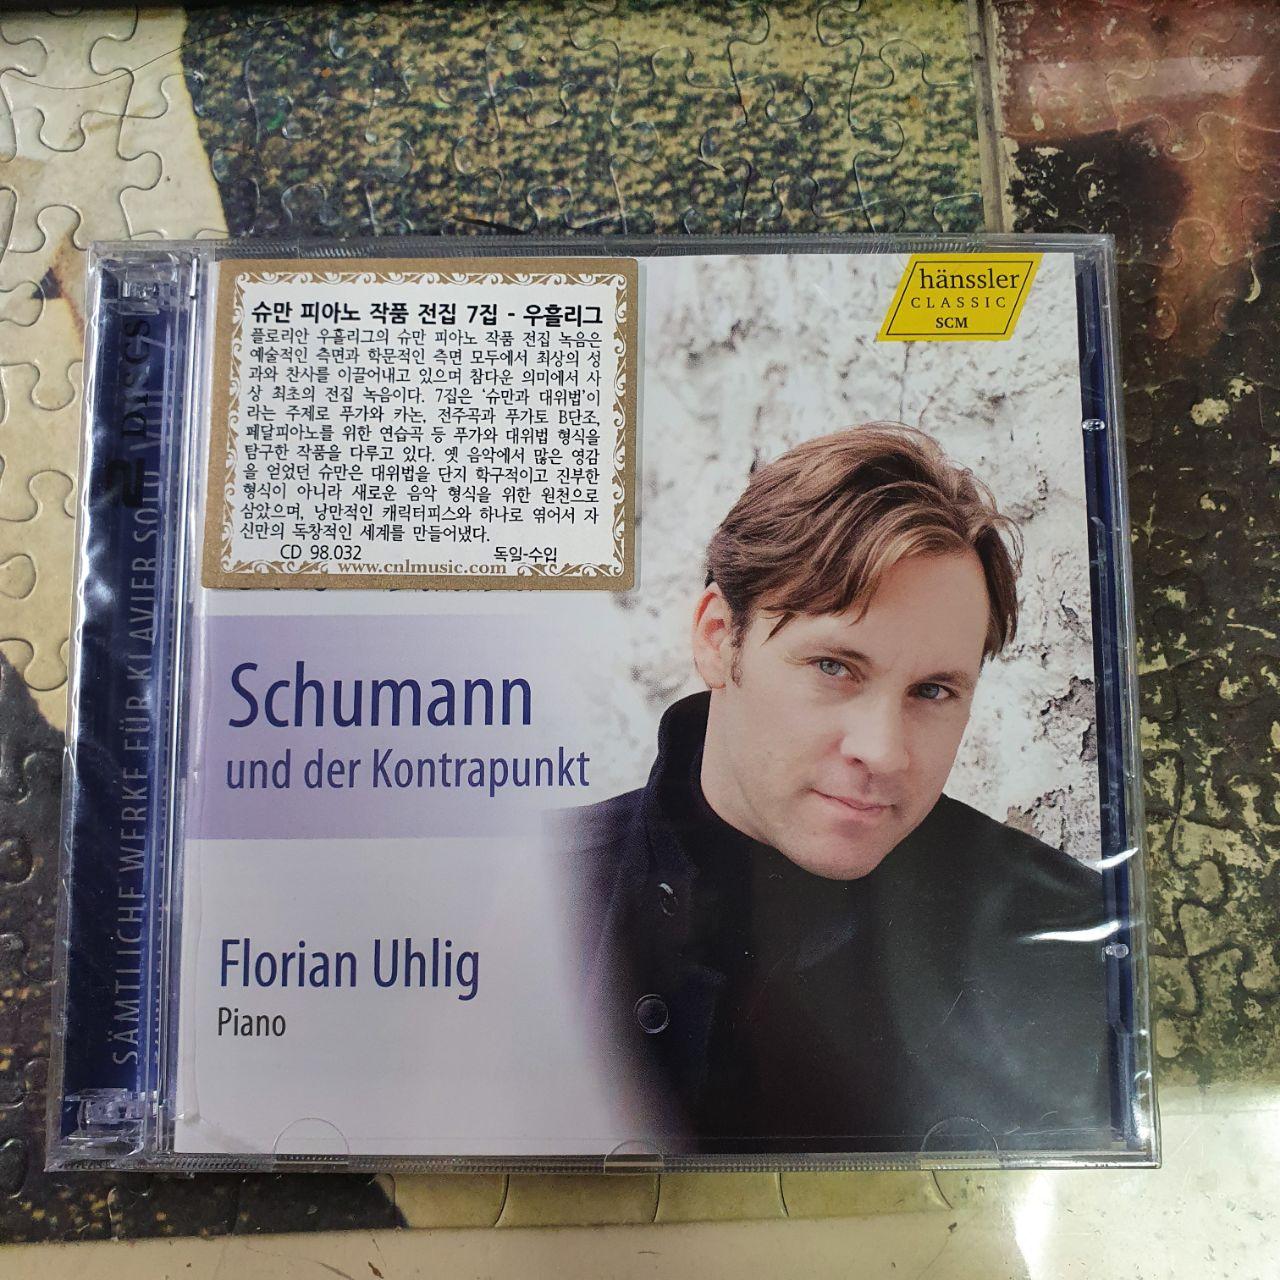 슈만 피아노 작품 전집 7집 - 우흘리그
플로리안 우흘리그의 슈만 피아노 작품 전집 녹음은
예술적인 측면과 학문적인 측면 모두에서 최상의 성
과와 찬사를 이끌어내고 있으며 참다운 의미에서 사
상 최초의 전집 녹음이다. 7집은 '슈만과 대위법'이
라는 주제로 푸가와 카논, 전주곡과 푸가토 B단조,
페달피아노를 위한 연습곡 등 푸가와 대위법 형식을
탐구한 작품을 다루고 있다. 옛 음악에서 많은 영감
을 얻었던 슈만은 대위법을 단지 학구적이고 진부한
형식이 아니라 새로운 음악 형식을 위한 원천으로
삼았으며, 낭만적인 캐릭터피스와 하나로 엮어서 자
신만의 독창적인 세계를 만들어냈다.
CD 98.032 독일-수입
www.cnlmusic.com
hänssler
CLASSIC
SCM
Schumann
und der Kontrapunkt
Florian Uhlig
Piano
2 DISCS
SÄMTLICHE WERKE FÜR KLAVIER SOLO